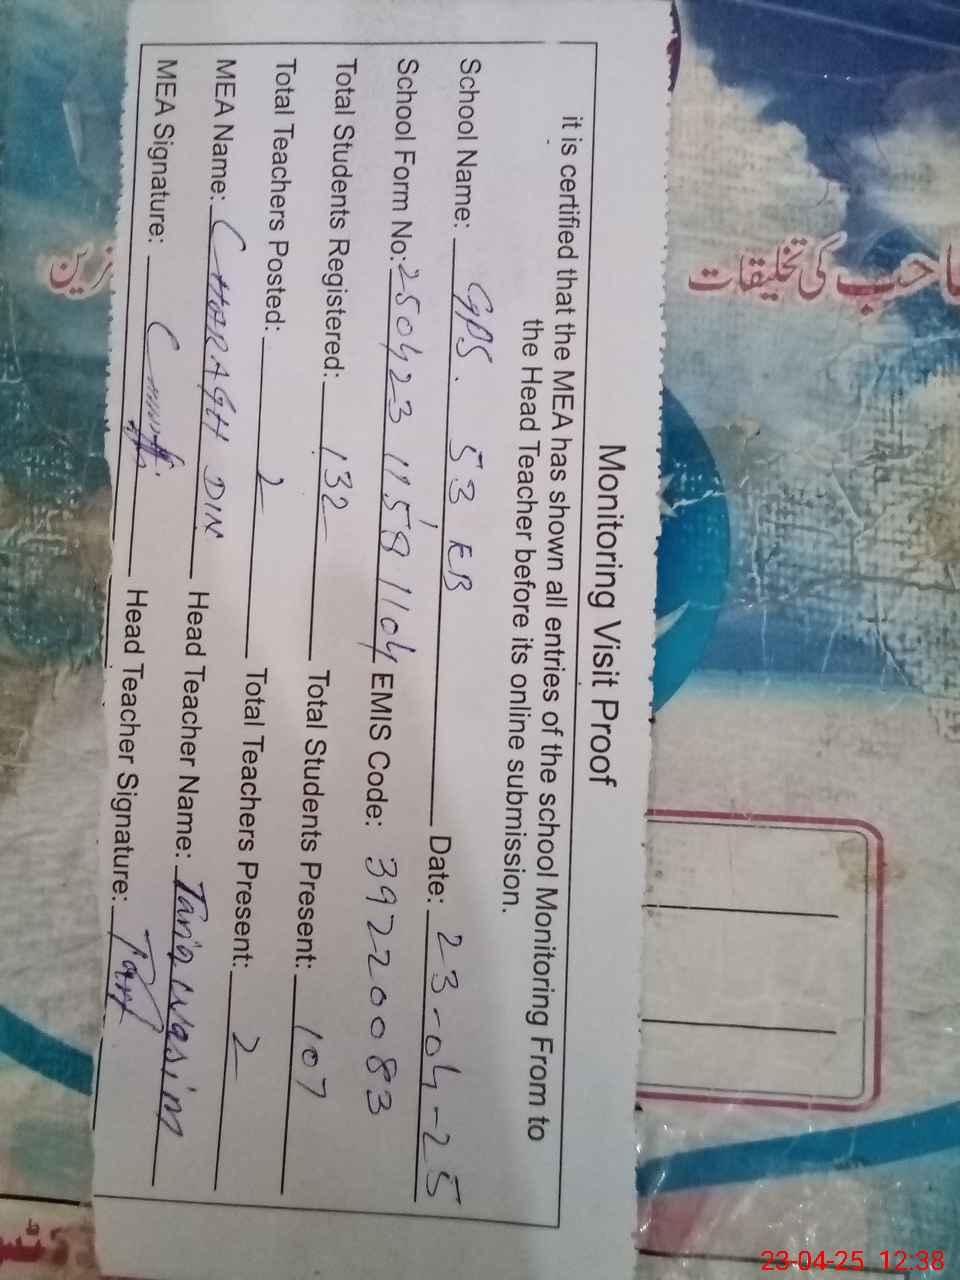 Monitoring Visit Proof
it is certified that the MEA has shown all entries of the school Monitoring From to
the Head Teacher before its online submission.
School Name: GPS. 53 EB Date: 23-04-25
School Form No: 250423 1158 1104 EMIS Code: 39220083
Total Students Registered: 132 Total Students Present: 107
Total Teachers Posted: 2 Total Teachers Present: 2
MEA Name: CHARAGH DIN Head Teacher Name: Tariq Wasim
MEA Signature: Head Teacher Signature:
کی تخلیقات
23-04-25 12:38